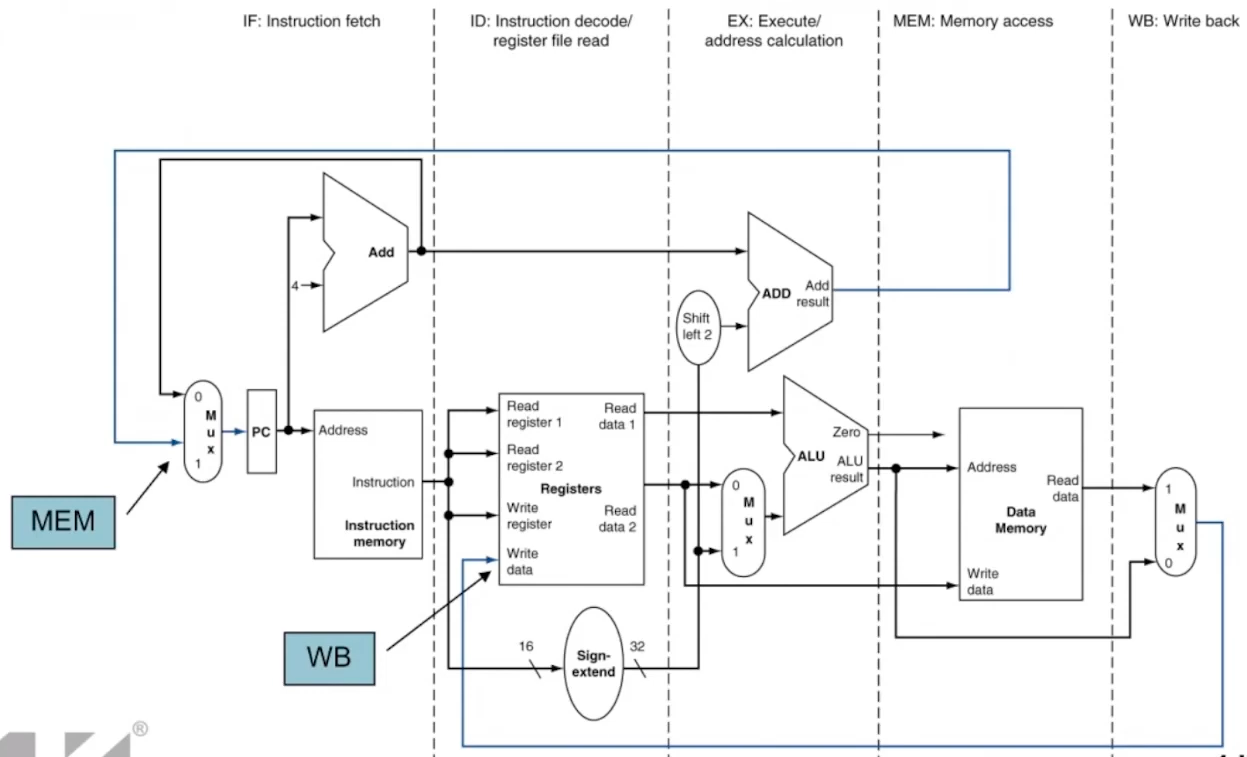 IF: Instruction fetch
ID: Instruction decode/
register file read
EX: Execute/
address calculation
MEM: Memory access
WB: Write back
Add
4
ADD
Add
result
Shift
left 2
0
M
u
x
1
PC
Address
Instruction
Instruction
memory
Read
register 1
Read
register 2
Write
register
Write
data
Registers
Read
data 1
Read
data 2
0
M
u
x
1
Zero
ALU
ALU
result
Address
Read
data
Data
Memory
Write
data
1
M
u
x
0
MEM
WB
16
Sign-
extend
32
®